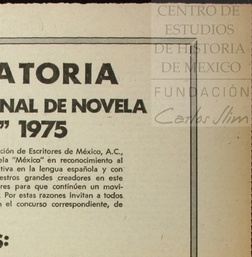 CENTRO DE
ESTUDIOS
DE HISTORIA
DE MEXICO
FUNDACIÓN
Carlos Slim
ATORIA
NAL DE NOVELA
” 1975
ción de Escritores de México, A.C.,
ela “México” en reconocimiento al
tiva en la lengua española y con
estros grandes creadores en este
res para que continúen un movi-
Por estas razones invitan a todos
n el concurso correspondiente, de
s: